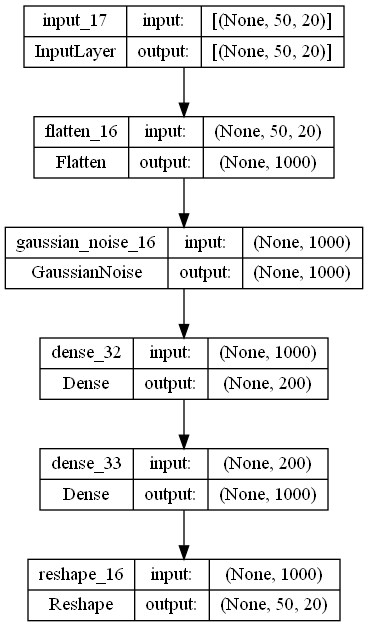 input_17 input: [(None, 50, 20)]
InputLayer output: [(None, 50, 20)]
flatten_16 input: (None, 50, 20)
Flatten output: (None, 1000)
gaussian_noise_16 input: (None, 1000)
GaussianNoise output: (None, 1000)
dense_32 input: (None, 1000)
Dense output: (None, 200)
dense_33 input: (None, 200)
Dense output: (None, 1000)
reshape_16 input: (None, 1000)
Reshape output: (None, 50, 20)